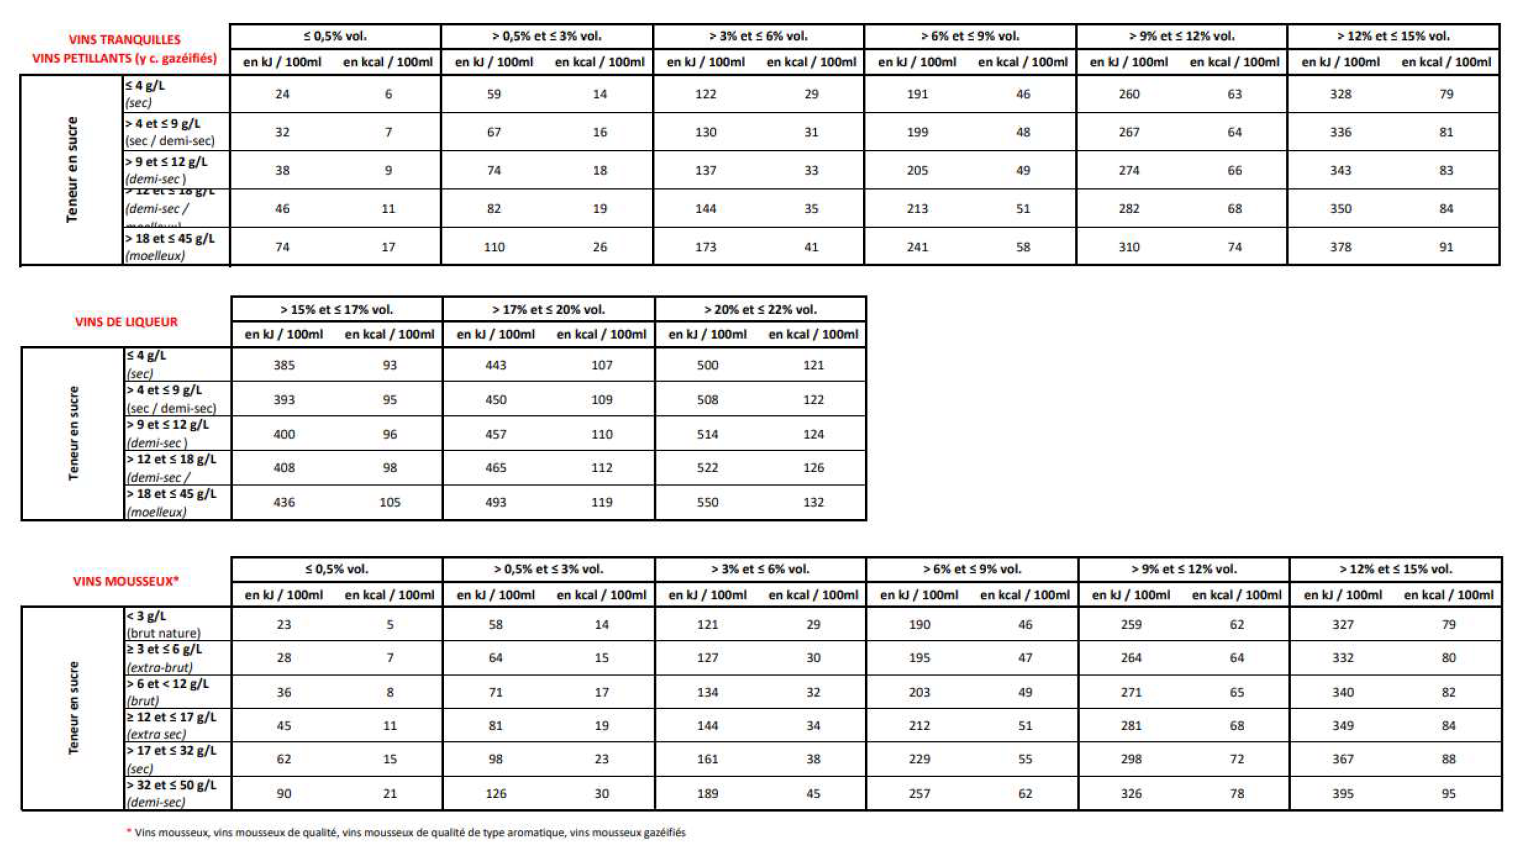 VINS TRANQUILLES
VINS PETILLANTS (y c. gazéifiés)
≤ 0,5% vol. > 0,5% et ≤ 3% vol. > 3% et ≤ 6% vol. > 6% et ≤ 9% vol. > 9% et ≤ 12% vol. > 12% et ≤ 15% vol.
en kJ / 100ml en kcal / 100ml en kJ / 100ml en kcal / 100ml en kJ / 100ml en kcal / 100ml en kJ / 100ml en kcal / 100ml en kJ / 100ml en kcal / 100ml en kJ / 100ml en kcal / 100ml
Teneur en sucre
≤ 4 g/L
(sec)
24 6 59 14 122 29 191 46 260 63 328 79
> 4 et ≤ 9 g/L
(sec / demi-sec)
32 7 67 16 130 31 199 48 267 64 336 81
> 9 et ≤ 12 g/L
(demi-sec )
38 9 74 18 137 33 205 49 274 66 343 83
> 12 et ≤ 18 g/L
(demi-sec /
46 11 82 19 144 35 213 51 282 68 350 84
> 18 et ≤ 45 g/L
(moelleux)
74 17 110 26 173 41 241 58 310 74 378 91
VINS DE LIQUEUR
> 15% et ≤ 17% vol. > 17% et ≤ 20% vol. > 20% et ≤ 22% vol.
en kJ / 100ml en kcal / 100ml en kJ / 100ml en kcal / 100ml en kJ / 100ml en kcal / 100ml
Teneur en sucre
≤ 4 g/L
(sec)
385 93 443 107 500 121
> 4 et ≤ 9 g/L
(sec / demi-sec)
393 95 450 109 508 122
> 9 et ≤ 12 g/L
(demi-sec )
400 96 457 110 514 124
> 12 et ≤ 18 g/L
(demi-sec /
408 98 465 112 522 126
> 18 et ≤ 45 g/L
(moelleux)
436 105 493 119 550 132
VINS MOUSSEUX*
≤ 0,5% vol. > 0,5% et ≤ 3% vol. > 3% et ≤ 6% vol. > 6% et ≤ 9% vol. > 9% et ≤ 12% vol. > 12% et ≤ 15% vol.
en kJ / 100ml en kcal / 100ml en kJ / 100ml en kcal / 100ml en kJ / 100ml en kcal / 100ml en kJ / 100ml en kcal / 100ml en kJ / 100ml en kcal / 100ml en kJ / 100ml en kcal / 100ml
Teneur en sucre
< 3 g/L
(brut nature)
23 5 58 14 121 29 190 46 259 62 327 79
≥ 3 et ≤ 6 g/L
(extra-brut)
28 7 64 15 127 30 195 47 264 64 332 80
> 6 et < 12 g/L
(brut)
36 8 71 17 134 32 203 49 271 65 340 82
≥ 12 et ≤ 17 g/L
(extra sec)
45 11 81 19 144 34 212 51 281 68 349 84
> 17 et ≤ 32 g/L
(sec)
62 15 98 23 161 38 229 55 298 72 367 88
> 32 et ≤ 50 g/L
(demi-sec)
90 21 126 30 189 45 257 62 326 78 395 95
* Vins mousseux, vins mousseux de qualité, vins mousseux de qualité de type aromatique, vins mousseux gazéifiés